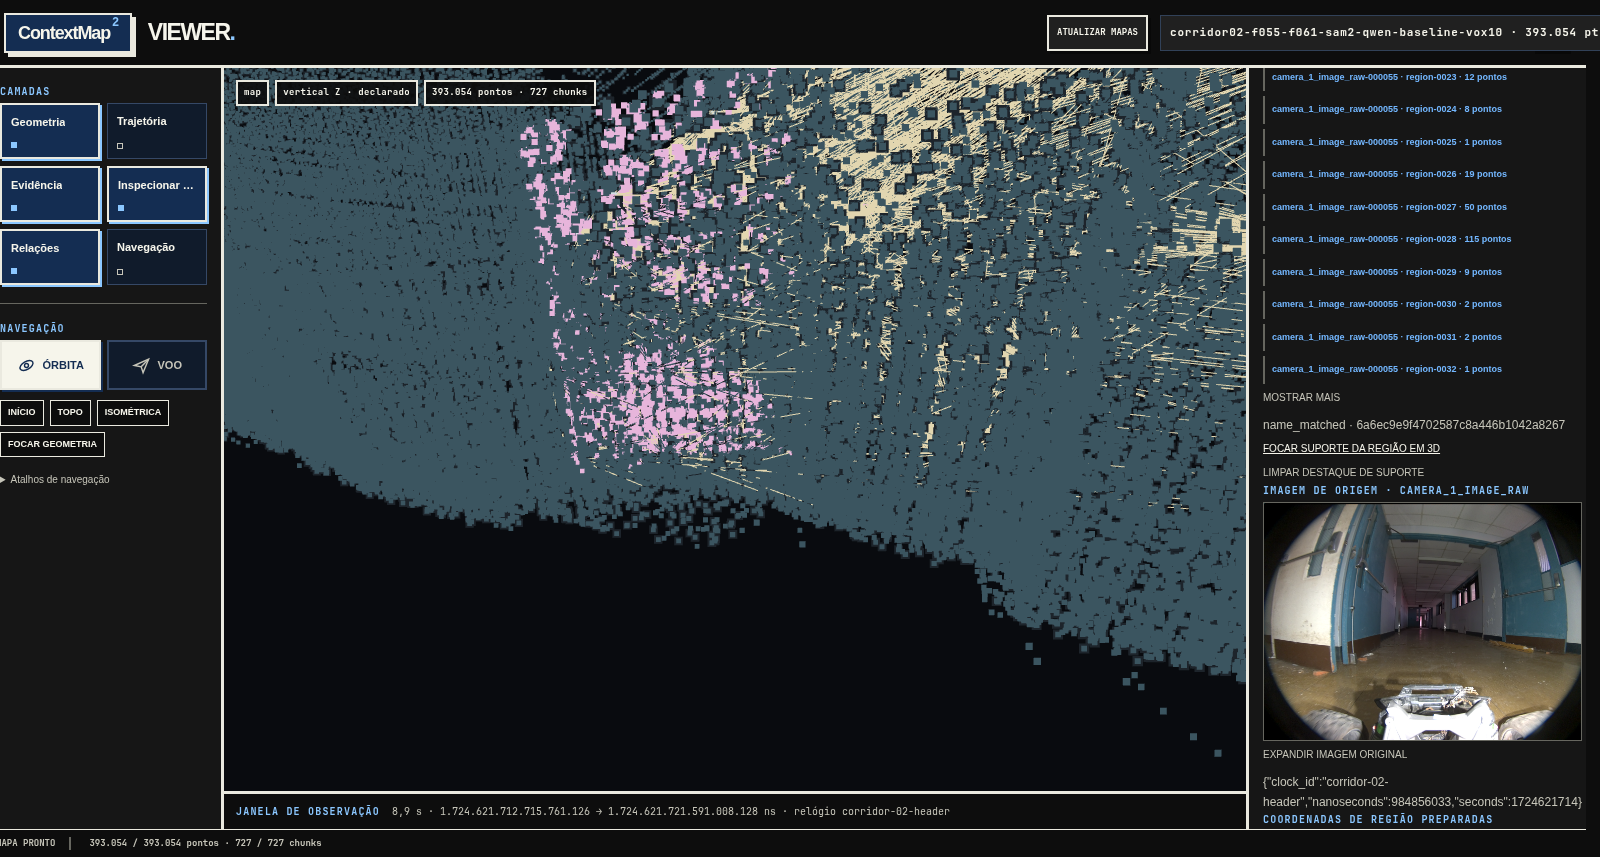 ContextMap 2 VIEWER.
ATUALIZAR MAPAS
corridor02-f055-f061-sam2-qwen-baseline-vox10 · 393.054 pt
CAMADAS
Geometria
Trajetória
Evidência
Inspecionar ...
Relações
Navegação
NAVEGAÇÃO
ÓRBITA
VOO
INÍCIO
TOPO
ISOMÉTRICA
FOCAR GEOMETRIA
Atalhos de navegação
map
vertical Z · declarado
393.054 pontos · 727 chunks
JANELA DE OBSERVAÇÃO 8,9 s · 1.724.621.712.715.761.126 → 1.724.621.721.591.008.128 ns · relógio corridor-02-header
camera_1_image_raw-000055 · region-0023 · 12 pontos
camera_1_image_raw-000055 · region-0024 · 8 pontos
camera_1_image_raw-000055 · region-0025 · 1 pontos
camera_1_image_raw-000055 · region-0026 · 19 pontos
camera_1_image_raw-000055 · region-0027 · 50 pontos
camera_1_image_raw-000055 · region-0028 · 115 pontos
camera_1_image_raw-000055 · region-0029 · 9 pontos
camera_1_image_raw-000055 · region-0030 · 2 pontos
camera_1_image_raw-000055 · region-0031 · 2 pontos
camera_1_image_raw-000055 · region-0032 · 1 pontos
MOSTRAR MAIS
name_matched · 6a6ec9e9f4702587c8a446b1042a8267
FOCAR SUPORTE DA REGIÃO EM 3D
LIMPAR DESTAQUE DE SUPORTE
IMAGEM DE ORIGEM · CAMERA_1_IMAGE_RAW
EXPANDIR IMAGEM ORIGINAL
{"clock_id":"corridor-02-
header","nanoseconds":984856033,"seconds":1724621714}
COORDENADAS DE REGIÃO PREPARADAS
MAPA PRONTO
393.054 / 393.054 pontos · 727 / 727 chunks